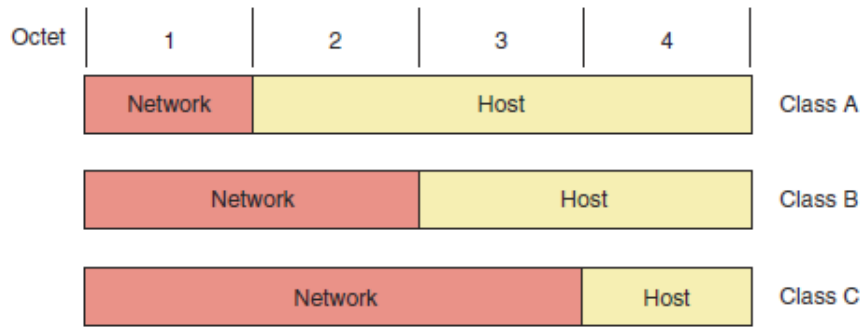 Octet 1 2 3 4
Network Host Class A
Network Host Class B
Network Host Class C